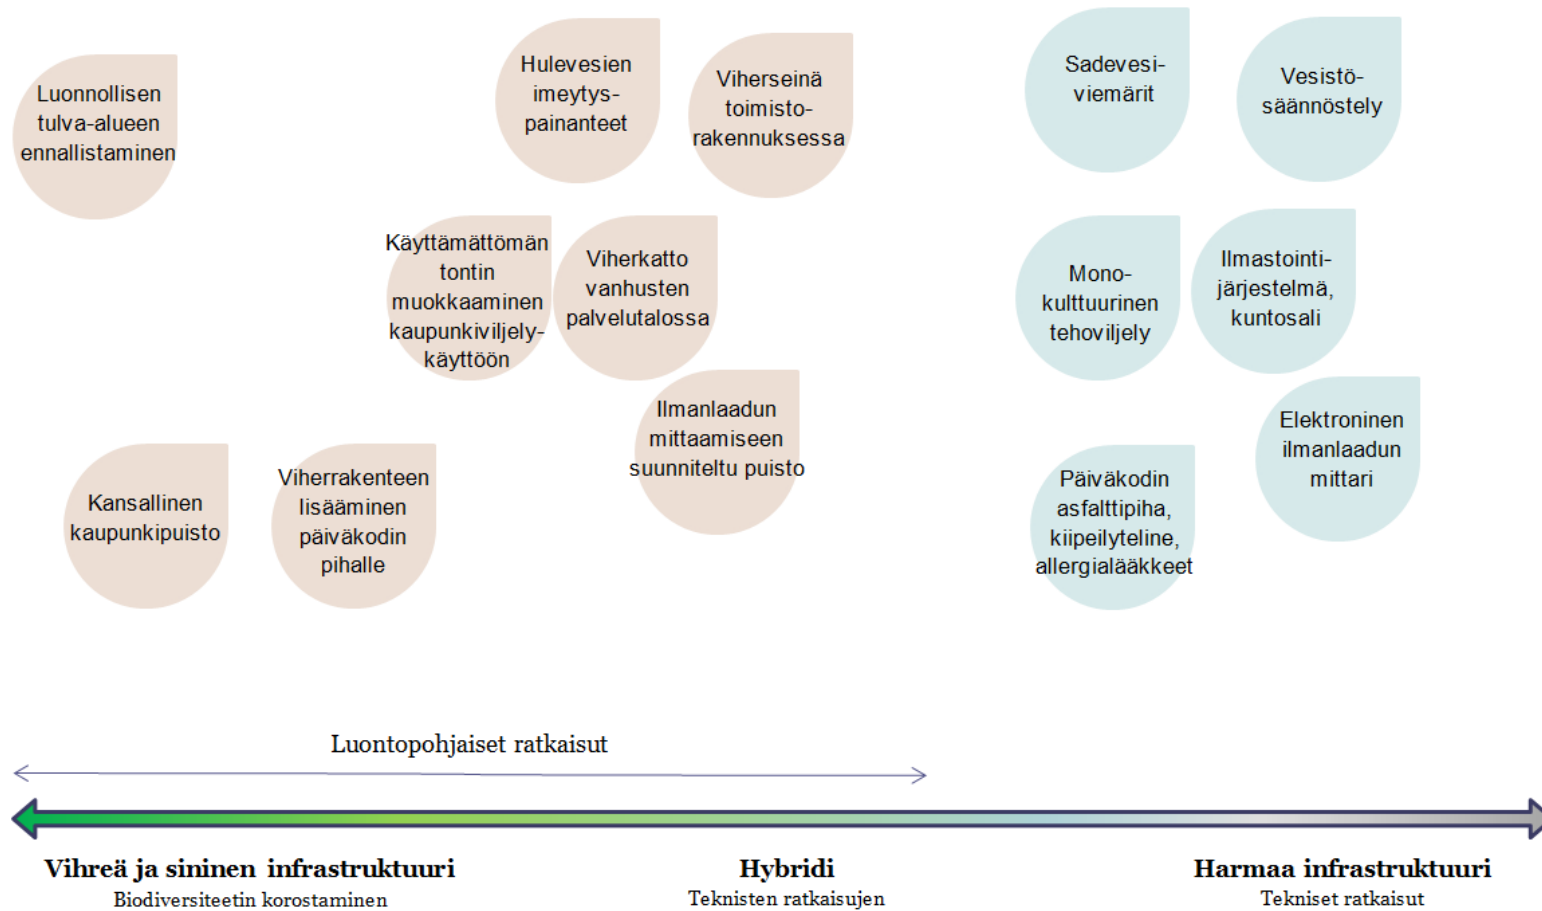 Luonnollisen
tulva-alueen
ennallistaminen
Hulevesien
imeytys-
painanteet
Viherseinä
toimisto-
rakennuksessa
Sadevesi-
viemärit
Vesistö-
säännöstely
Käyttämättömän
tontin
muokkaaminen
kaupunkiviljely-
käyttöön
Viherkatto
vanhusten
palvelutalossa
Mono-
kulttuurinen
tehoviljely
Ilmastointi-
järjestelmä,
kuntosali
Ilmanlaadun
mittaamiseen
suunniteltu puisto
Elektroninen
ilmanlaadun
mittari
Kansallinen
kaupunkipuisto
Viherrakenteen
lisääminen
päiväkodin
pihalle
Päiväkodin
asfalttipiha,
kiipeilyteline,
allergialääkkeet
Luontopohjaiset ratkaisut
Vihreä ja sininen infrastruktuuri
Biodiversiteetin korostaminen
Hybridi
Teknisten ratkaisujen
Harmaa infrastruktuuri
Tekniset ratkaisut